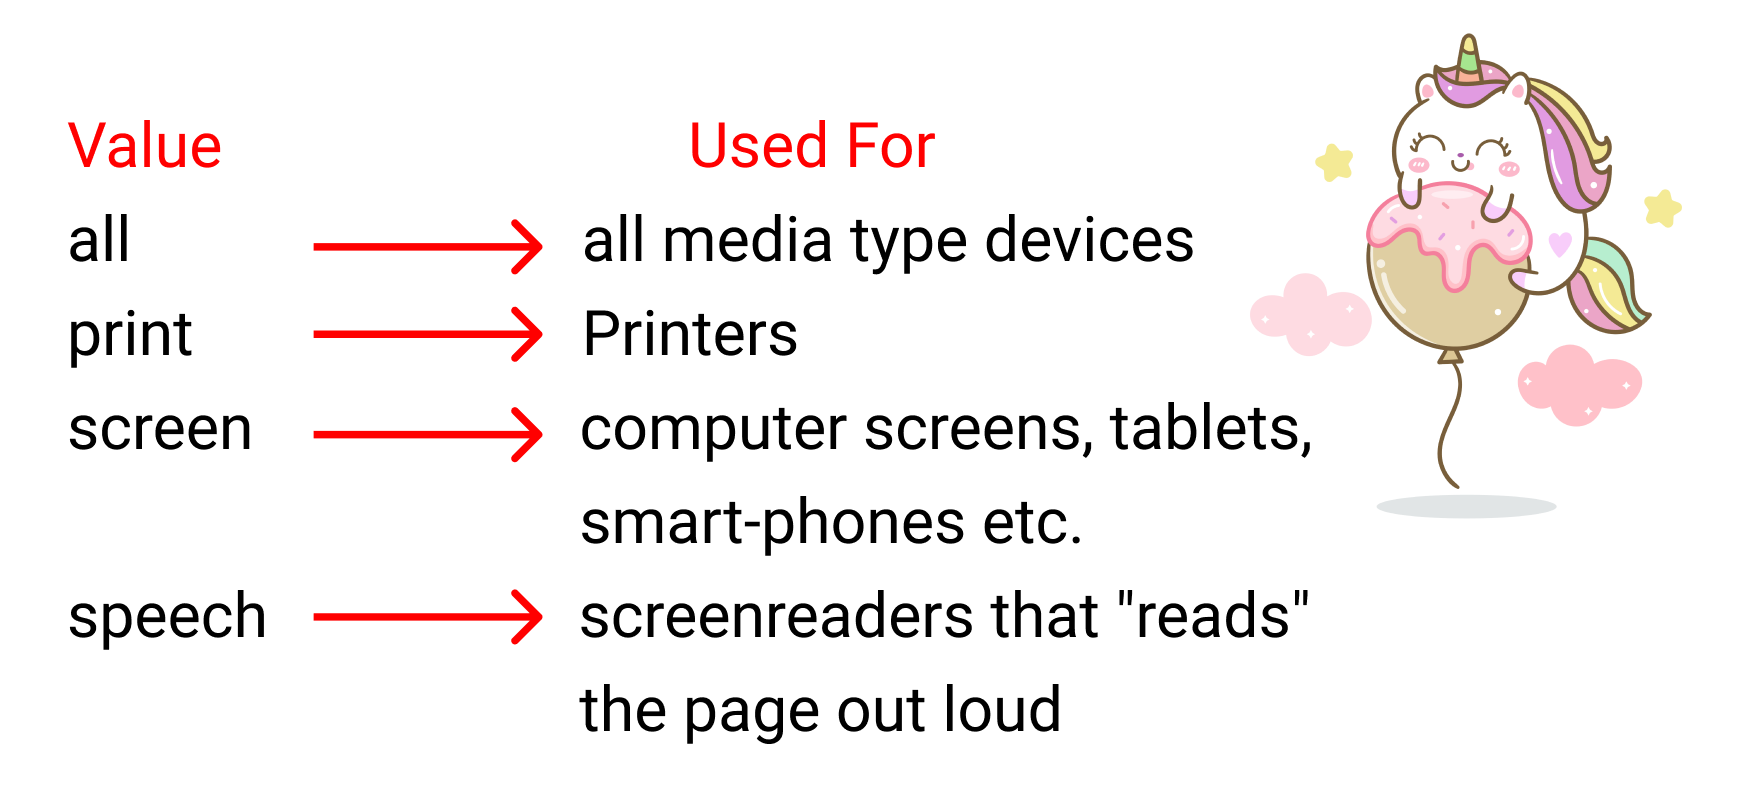 Value Used For
all all media type devices
print Printers
screen computer screens, tablets,
smart-phones etc.
speech screenreaders that "reads"
the page out loud